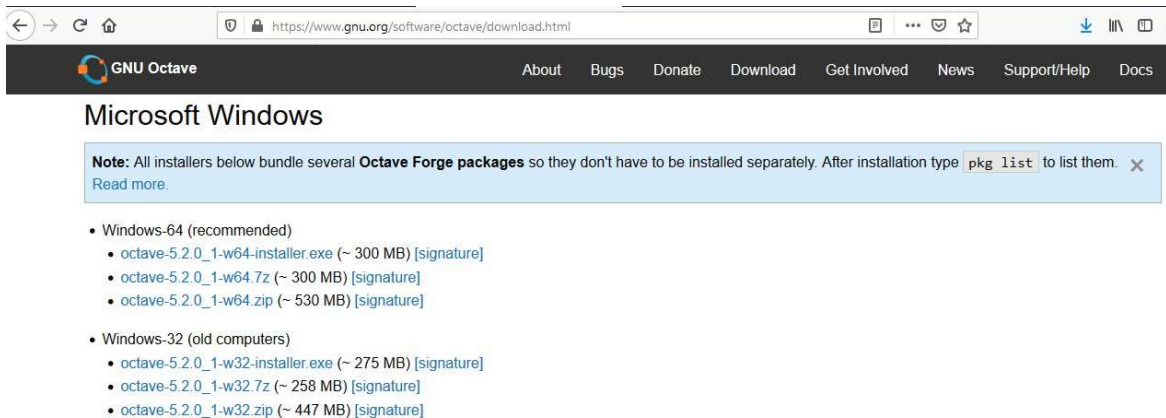 https://www.gnu.org/software/octave/download.html
GNU Octave About Bugs Donate Download Get Involved News Support/Help Docs
Microsoft Windows
Note: All installers below bundle several Octave Forge packages so they don't have to be installed separately. After installation type pkg list to list them. ×
Read more.
• Windows-64 (recommended)
• octave-5.2.0_1-w64-installer.exe (~ 300 MB) [signature]
• octave-5.2.0_1-w64.7z (~ 300 MB) [signature]
• octave-5.2.0_1-w64.zip (~ 530 MB) [signature]
• Windows-32 (old computers)
• octave-5.2.0_1-w32-installer.exe (~ 275 MB) [signature]
• octave-5.2.0_1-w32.7z (~ 258 MB) [signature]
• octave-5.2.0_1-w32.zip (~ 447 MB) [signature]